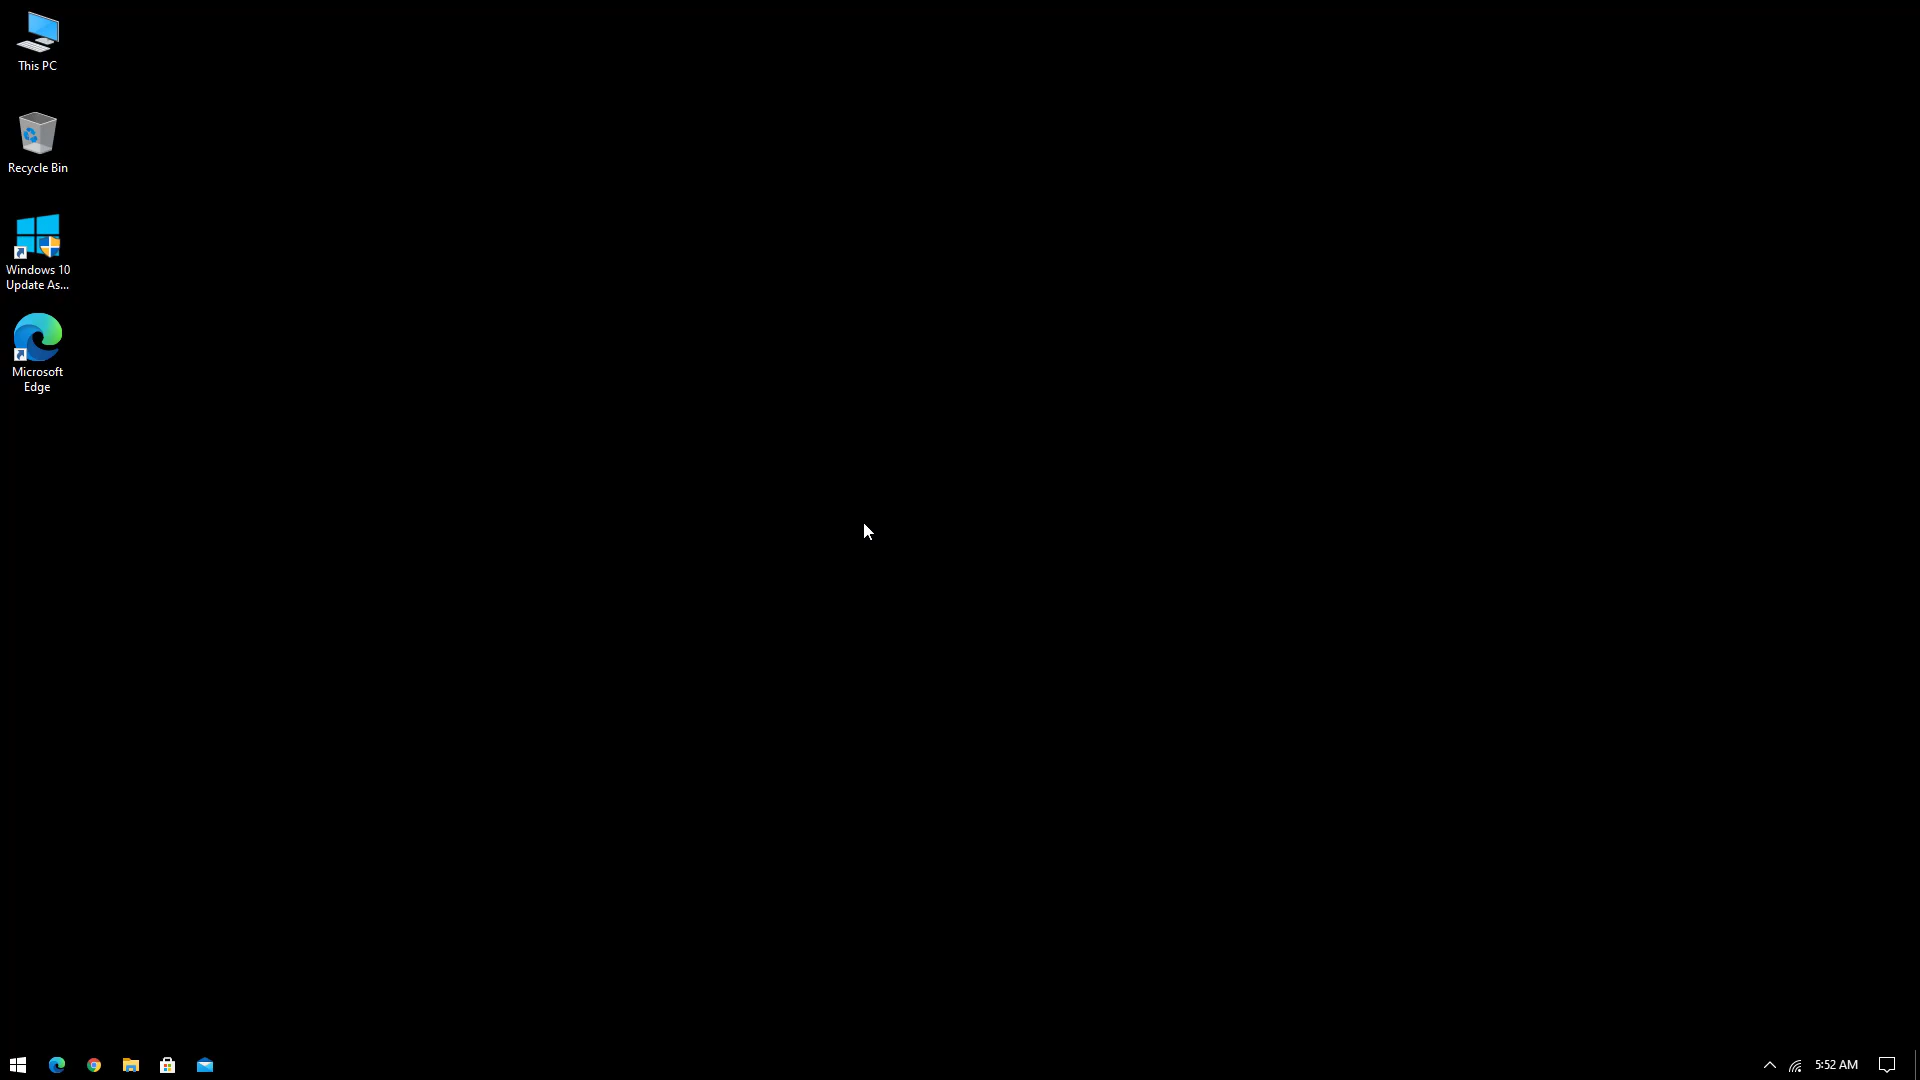 This PC
Recycle Bin
Windows 10
Update As...
Microsoft
Edge
5:52 AM